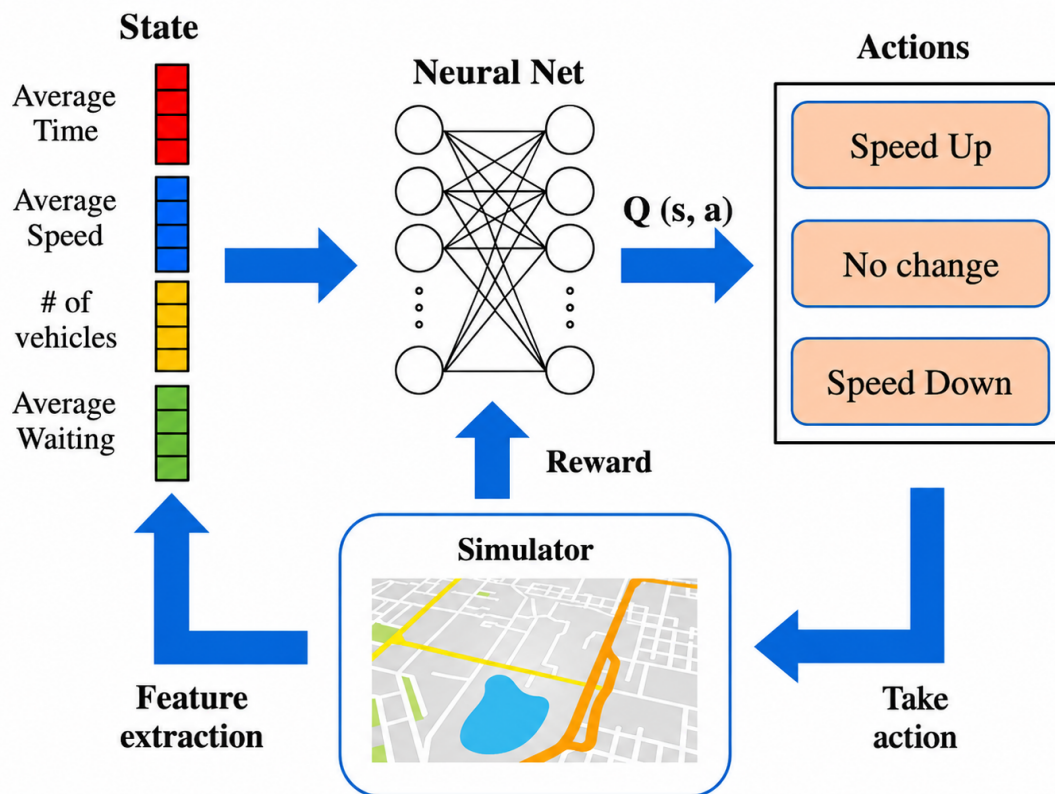 State
Average
Time
Average
Speed
# of
vehicles
Average
Waiting
Neural Net
Q (s, a)
Actions
Speed Up
No change
Speed Down
Reward
Simulator
Feature
extraction
Take
action